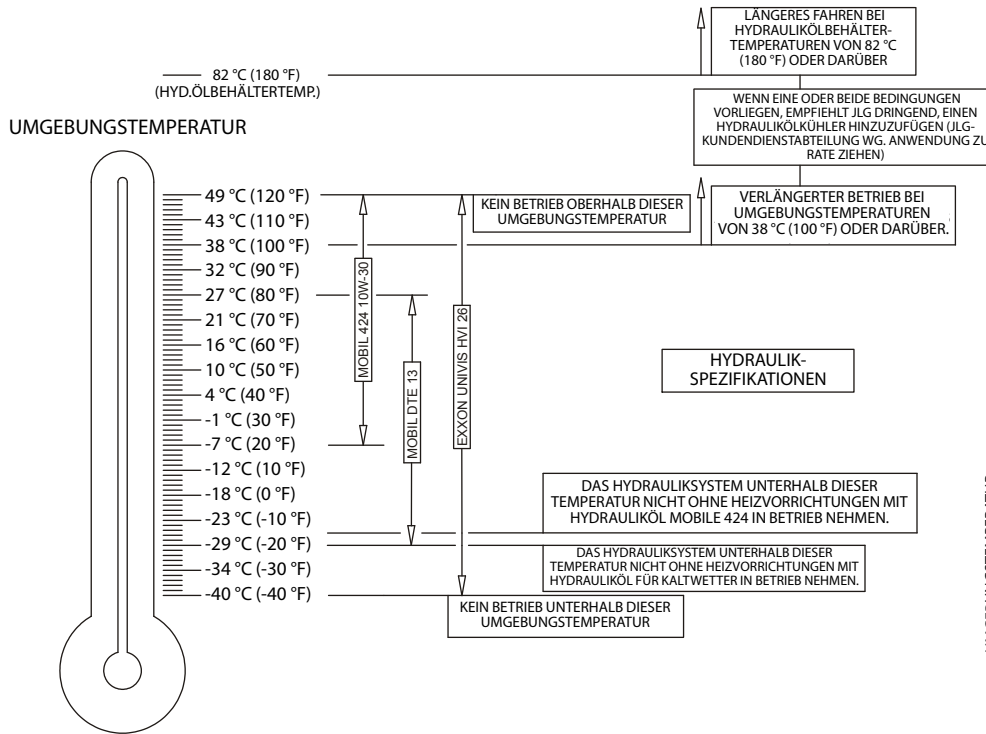 LÄNGERES FAHREN BEI
HYDRAULIKÖLBEHÄLTER-
TEMPERATUREN VON 82 °C
(180 °F) ODER DARÜBER
82 °C (180 °F)
(HYD.ÖLBEHÄLTERTEMP.)
WENN EINE ODER BEIDE BEDINGUNGEN
VORLIEGEN, EMPFIEHLT JLG DRINGEND, EINEN
HYDRAULIKÖLKÜHLER HINZUZUFÜGEN (JLG-
KUNDENDIENSTABTEILUNG WG. ANWENDUNG ZU
RATE ZIEHEN)
UMGEBUNGSTEMPERATUR
49 °C (120 °F)
43 °C (110 °F)
38 °C (100 °F)
32 °C (90 °F)
27 °C (80 °F)
21 °C (70 °F)
16 °C (60 °F)
10 °C (50 °F)
4 °C (40 °F)
-1 °C (30 °F)
-7 °C (20 °F)
-12 °C (10 °F)
-18 °C (0 °F)
-23 °C (-10 °F)
-29 °C (-20 °F)
-34 °C (-30 °F)
-40 °C (-40 °F)
KEIN BETRIEB OBERHALB DIESER
UMGEBUNGSTEMPERATUR
VERLÄNGERTER BETRIEB BEI
UMGEBUNGSTEMPERATUREN
VON 38 °C (100 °F) ODER DARÜBER.
MOBIL 424 10W-30
MOBIL DTE 13
EXXON UNIVIS HVI 26
HYDRAULIK-
SPEZIFIKATIONEN
DAS HYDRAULIKSYSTEM UNTERHALB DIESER
TEMPERATUR NICHT OHNE HEIZVORRICHTUNGEN MIT
HYDRAULIKÖL MOBILE 424 IN BETRIEB NEHMEN.
DAS HYDRAULIKSYSTEM UNTERHALB DIESER
TEMPERATUR NICHT OHNE HEIZVORRICHTUNGEN MIT
HYDRAULIKÖL FÜR KALTWETTER IN BETRIEB NEHMEN.
KEIN BETRIEB UNTERHALB DIESER
UMGEBUNGSTEMPERATUR